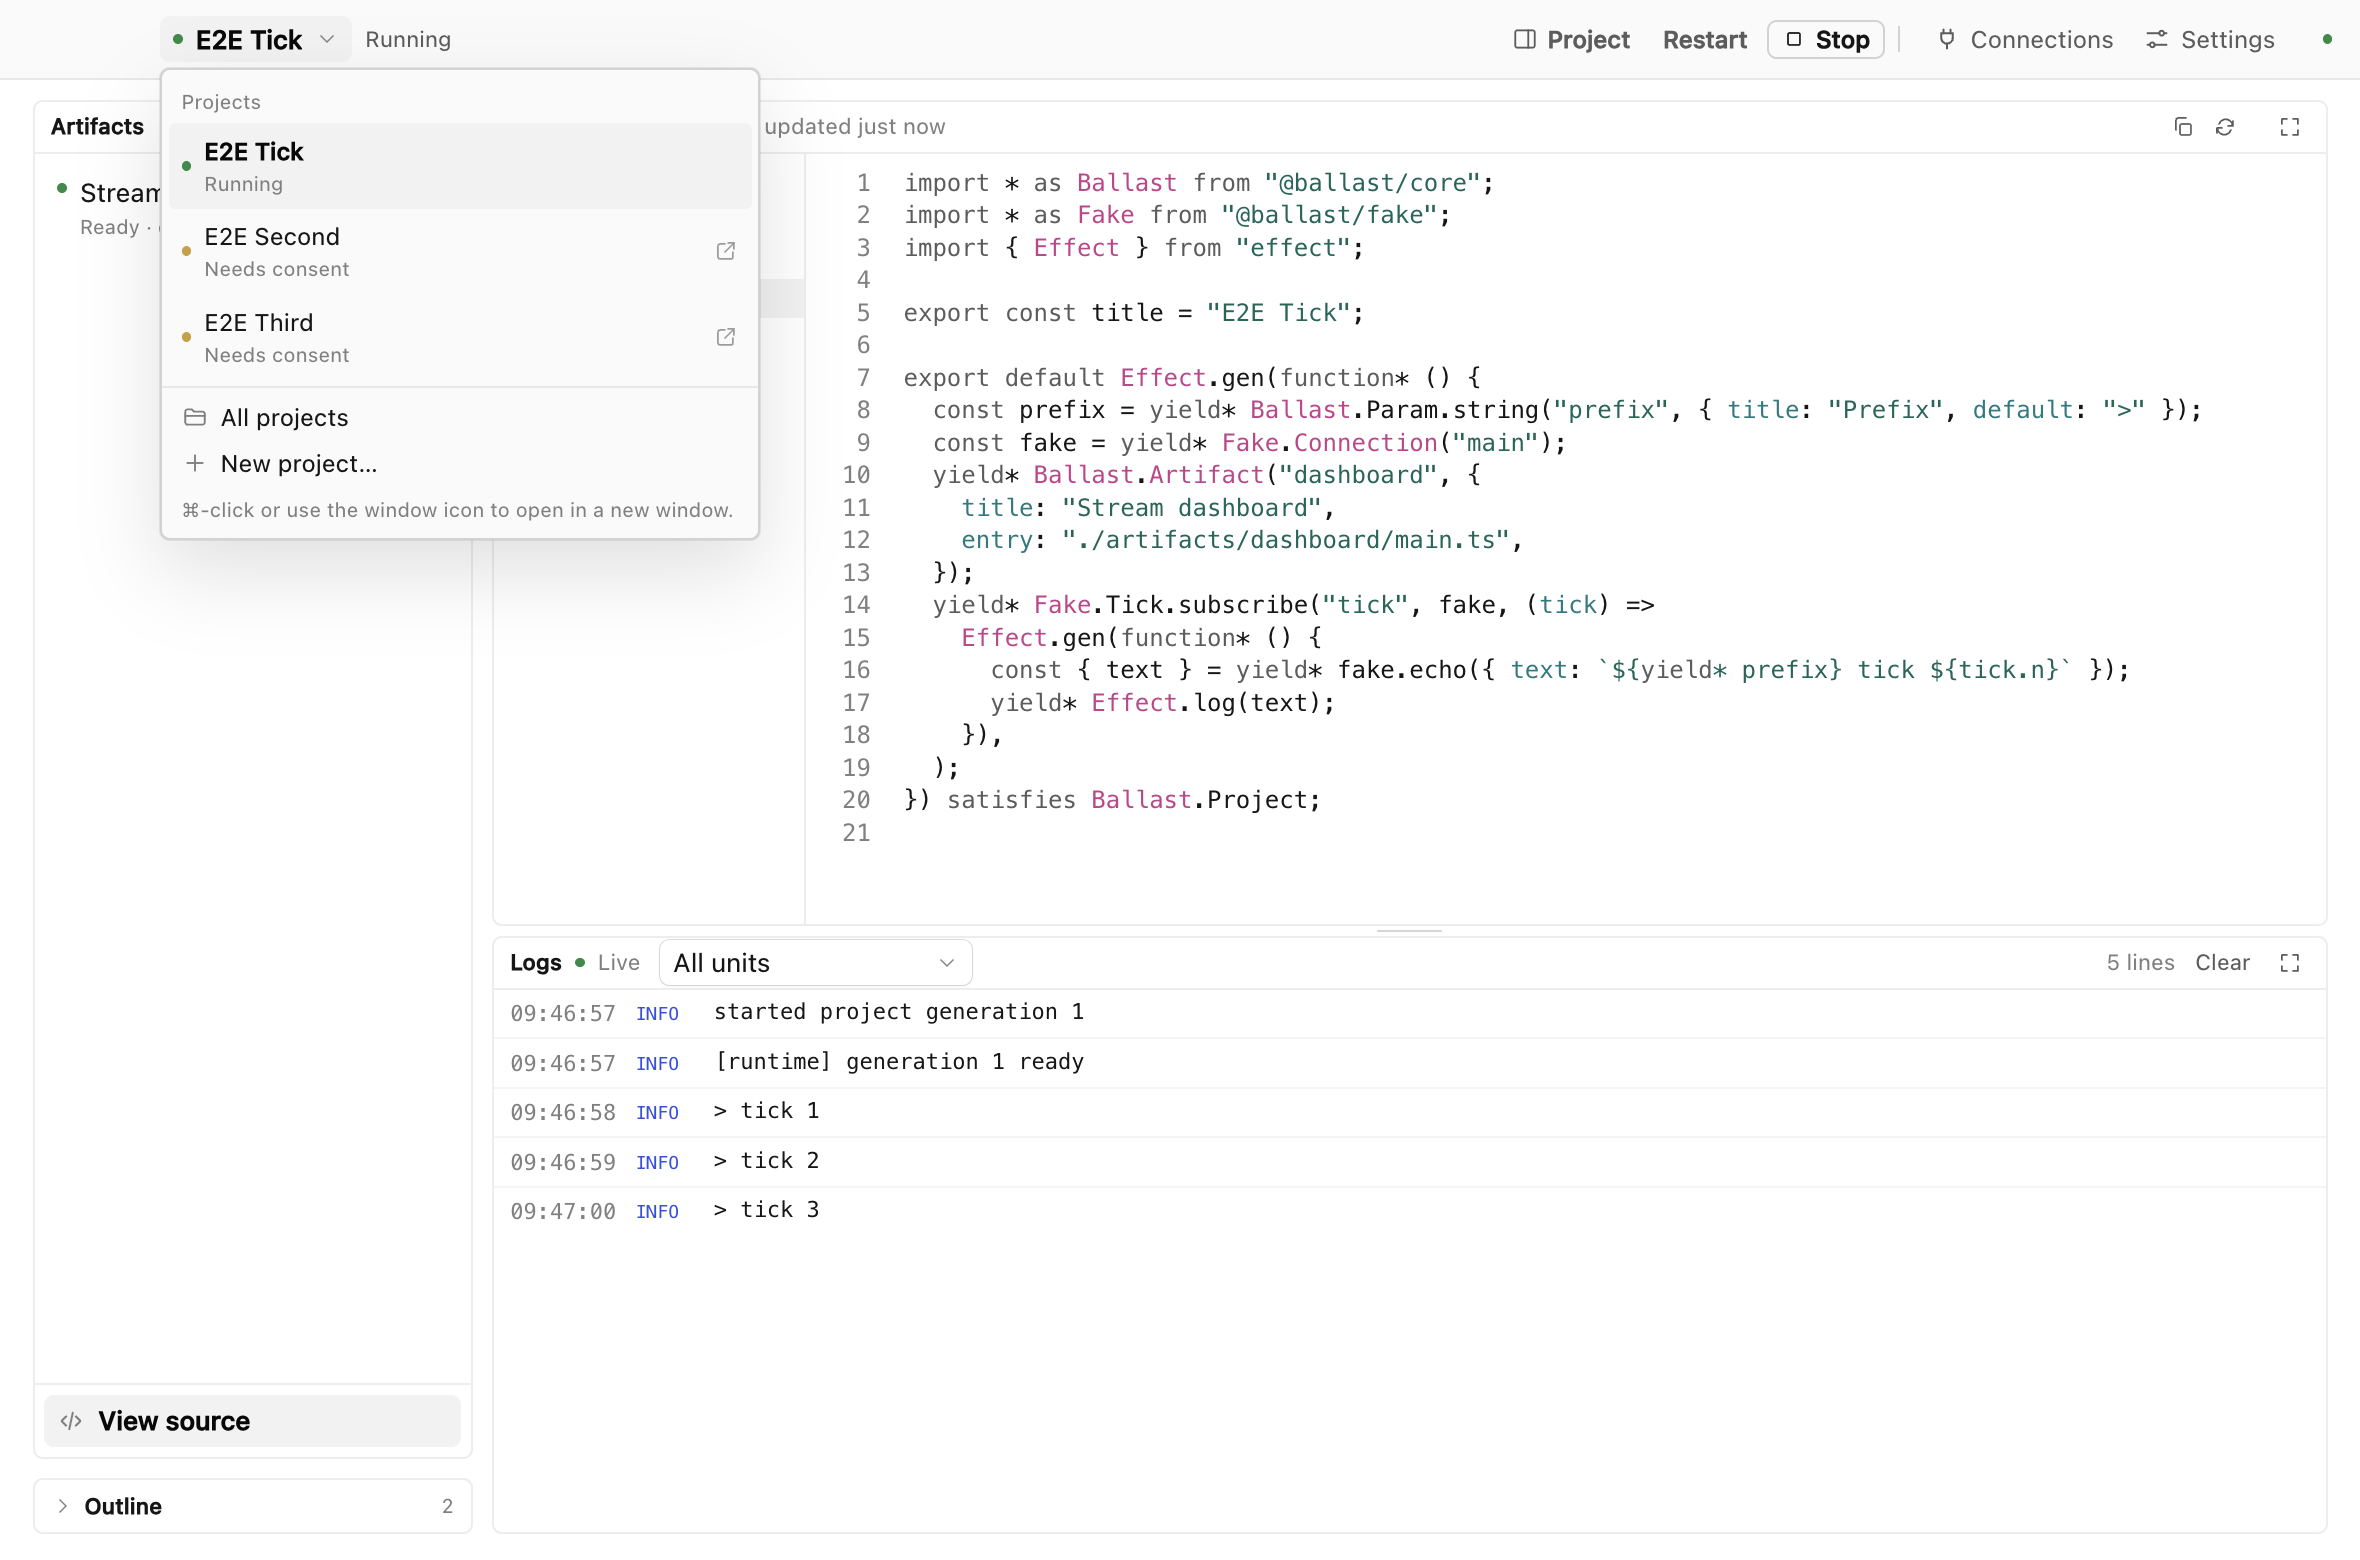 E2E Tick
Running
Project
Restart
Stop
Connections
Settings
Projects
E2E Tick
Running
E2E Second
Needs consent
E2E Third
Needs consent
All projects
New project...
⌘-click or use the window icon to open in a new window.
Artifacts
Stream
Ready ·
View source
Outline
2
updated just now
1 import * as Ballast from "@ballast/core";
2 import * as Fake from "@ballast/fake";
3 import { Effect } from "effect";
4
5 export const title = "E2E Tick";
6
7 export default Effect.gen(function* () {
8   const prefix = yield* Ballast.Param.string("prefix", { title: "Prefix", default: ">" });
9   const fake = yield* Fake.Connection("main");
10   yield* Ballast.Artifact("dashboard", {
11     title: "Stream dashboard",
12     entry: "./artifacts/dashboard/main.ts",
13   });
14   yield* Fake.Tick.subscribe("tick", fake, (tick) =>
15     Effect.gen(function* () {
16       const { text } = yield* fake.echo({ text: `${yield* prefix} tick ${tick.n}` });
17       yield* Effect.log(text);
18     }),
19   );
20 }) satisfies Ballast.Project;
21
Logs
Live
All units
5 lines
Clear
09:46:57 INFO started project generation 1
09:46:57 INFO [runtime] generation 1 ready
09:46:58 INFO > tick 1
09:46:59 INFO > tick 2
09:47:00 INFO > tick 3